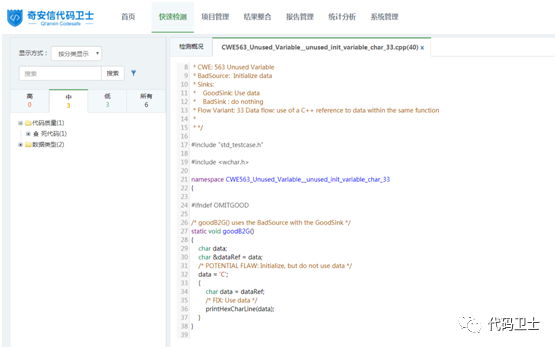 奇安信代码卫士
Qi'anxin Codesafe
首页
快速检测
项目管理
结果整合
报告管理
统计分析
系统管理
显示方式：
按分类显示
搜索
搜索
高
0
中
3
低
3
所有
6
代码质量(1)
死代码(1)
数据类型(2)
检测概况
CWE563_Unused_Variable__unused_init_variable_char_33.cpp(40) x
8 * CWE: 563 Unused Variable
9 * BadSource: Initialize data
10 * Sinks:
11 * GoodSink: Use data
12 * BadSink : do nothing
13 * Flow Variant: 33 Data flow: use of a C++ reference to data within the same function
14 *
15 * */
16
17 #include "std_testcase.h"
18
19 #include <wchar.h>
20
21 namespace CWE563_Unused_Variable__unused_init_variable_char_33
22 {
23
24 #ifndef OMITGOOD
25
26 /* goodB2G() uses the BadSource with the GoodSink */
27 static void goodB2G()
28 {
29 char data;
30 char &dataRef = data;
31 /* POTENTIAL FLAW: Initialize, but do not use data */
32 data = 'C';
33 {
34 char data = dataRef;
35 /* FIX: Use data */
36 printHexCharLine(data);
37 }
38 }
39
代码卫士